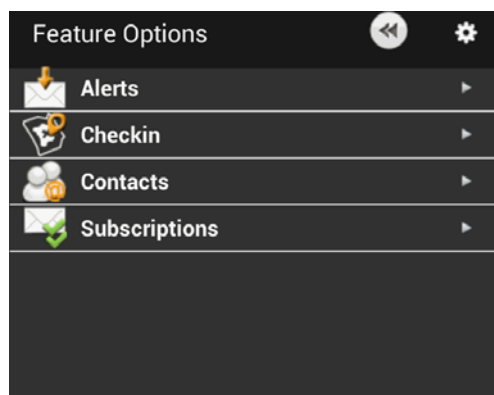 Feature Options
Alerts
Checkin
Contacts
Subscriptions